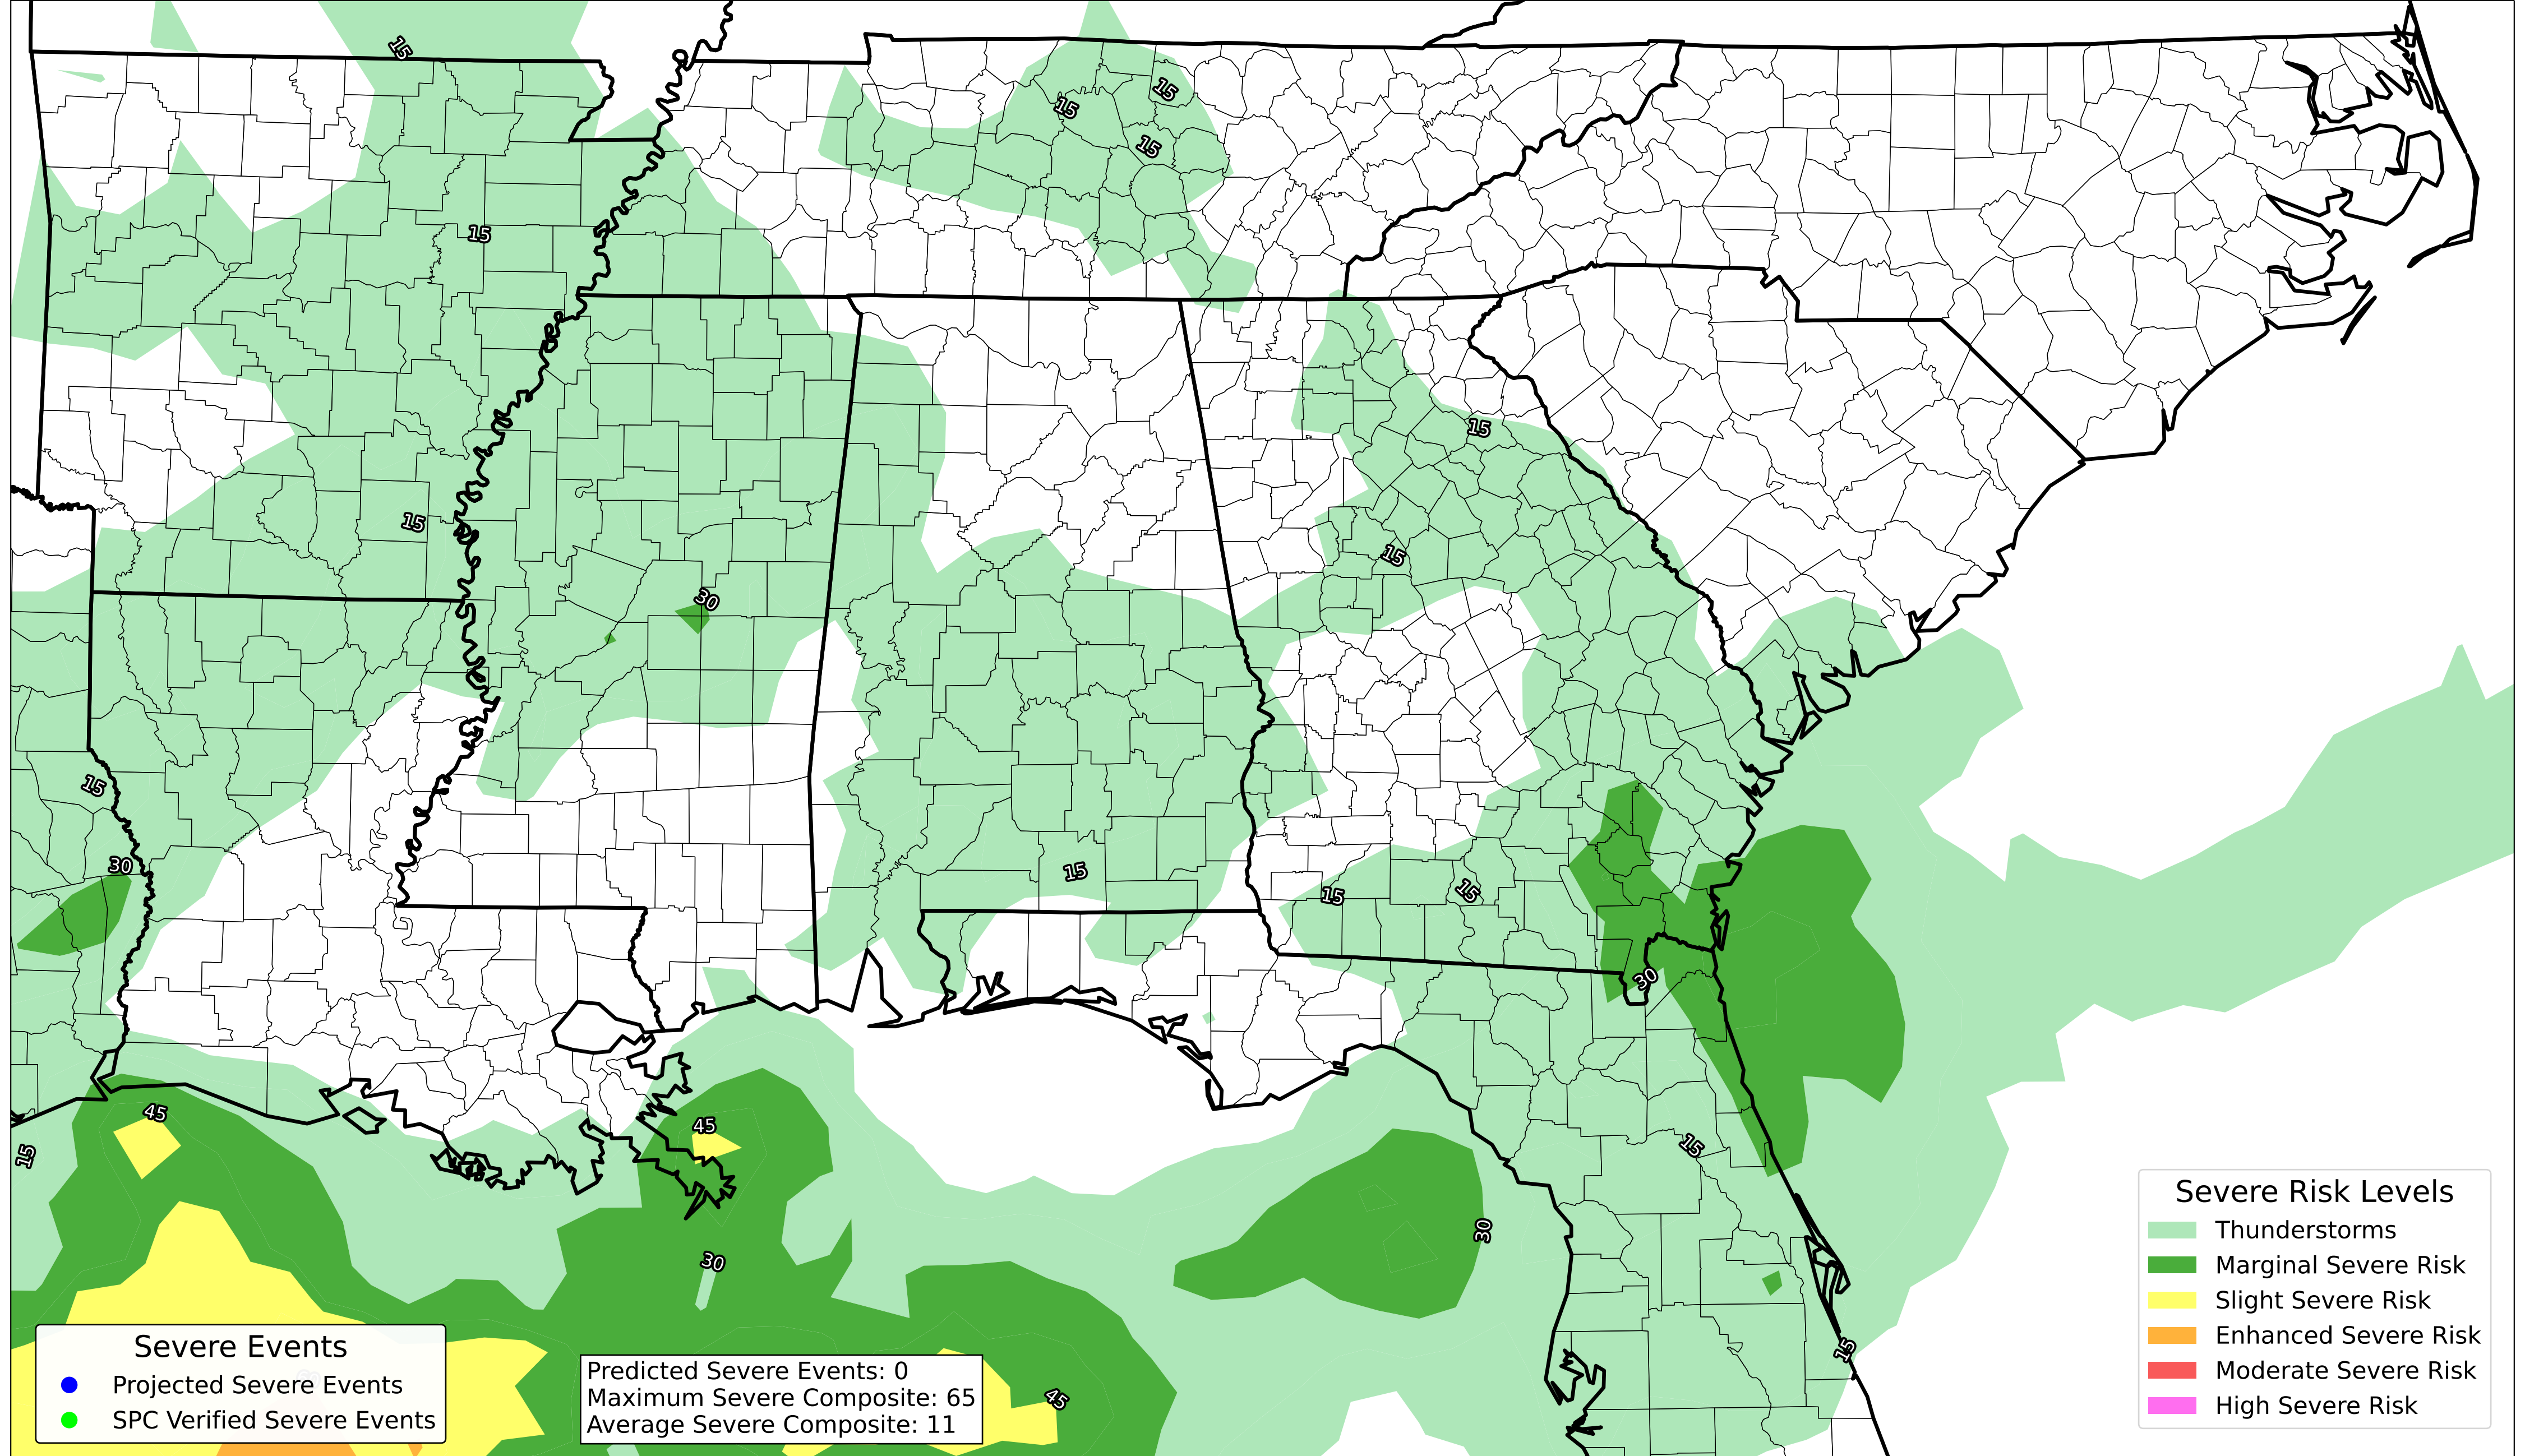 15
15
15
15
15
15
15
15
30
15
30
15
15
15
30
45
45
15
15
30
30
15
45
Severe Risk Levels
Thunderstorms
Marginal Severe Risk
Slight Severe Risk
Enhanced Severe Risk
Moderate Severe Risk
High Severe Risk
Severe Events
Projected Severe Events
SPC Verified Severe Events
Predicted Severe Events: 0
Maximum Severe Composite: 65
Average Severe Composite: 11